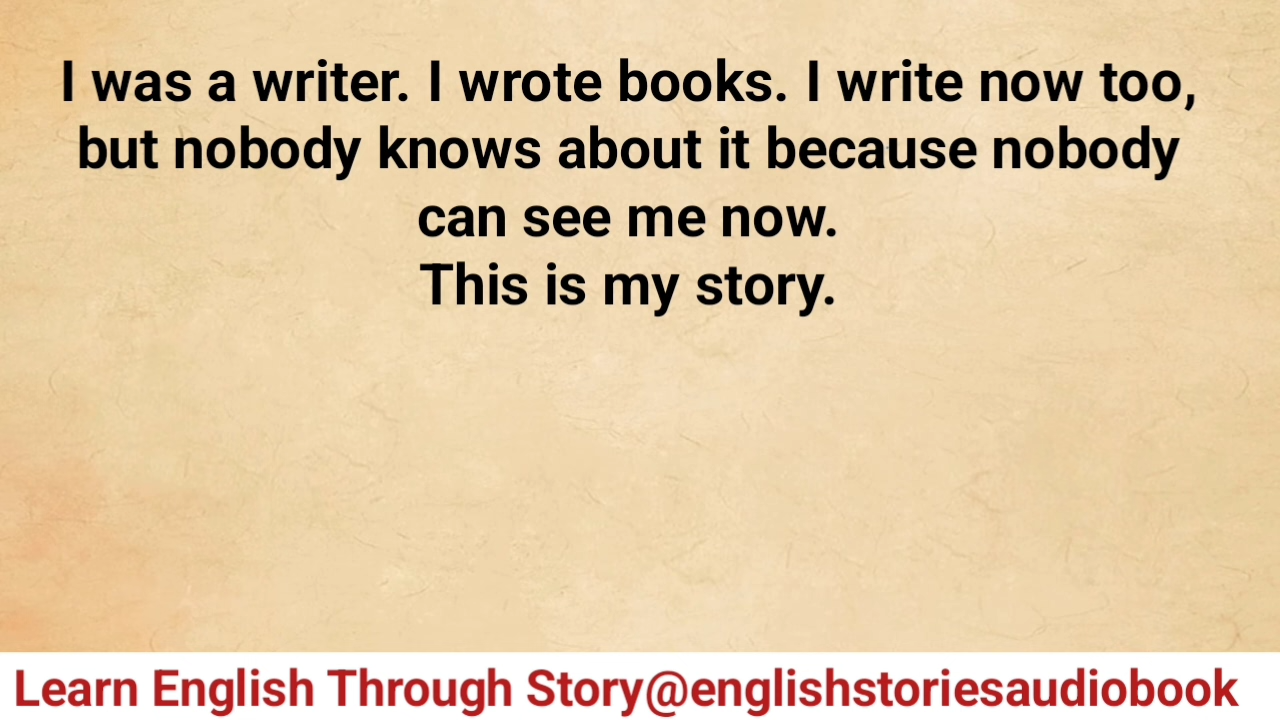 I was a writer. I wrote books. I write now too,
but nobody knows about it because nobody
can see me now.
This is my story.
Learn English Through Story@englishstoriesaudiobook